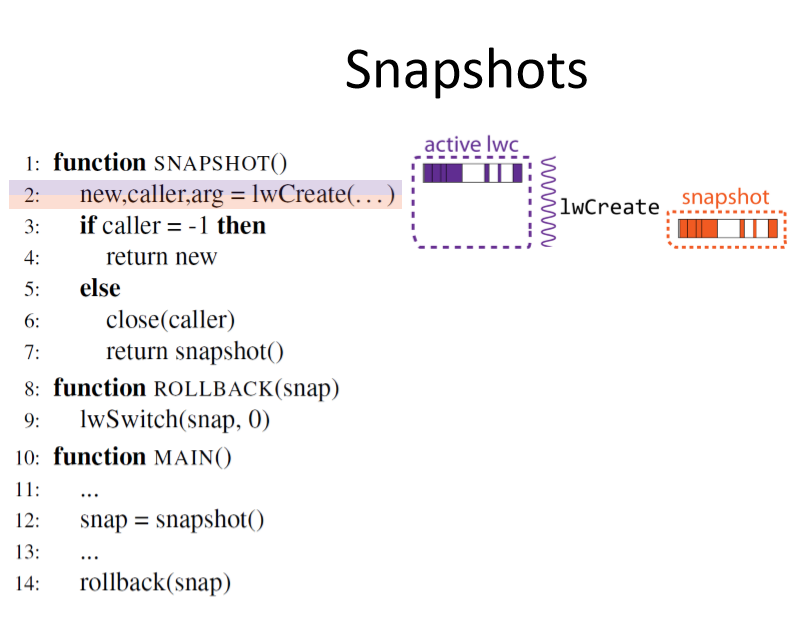 Snapshots
1: function SNAPSHOT()
2: new,caller,arg = lwCreate(...)
3: if caller = -1 then
4: return new
5: else
6: close(caller)
7: return snapshot()
8: function ROLLBACK(snap)
9: lwSwitch(snap, 0)
10: function MAIN()
11: ...
12: snap = snapshot()
13: ...
14: rollback(snap)
active lwc
lwCreate
snapshot